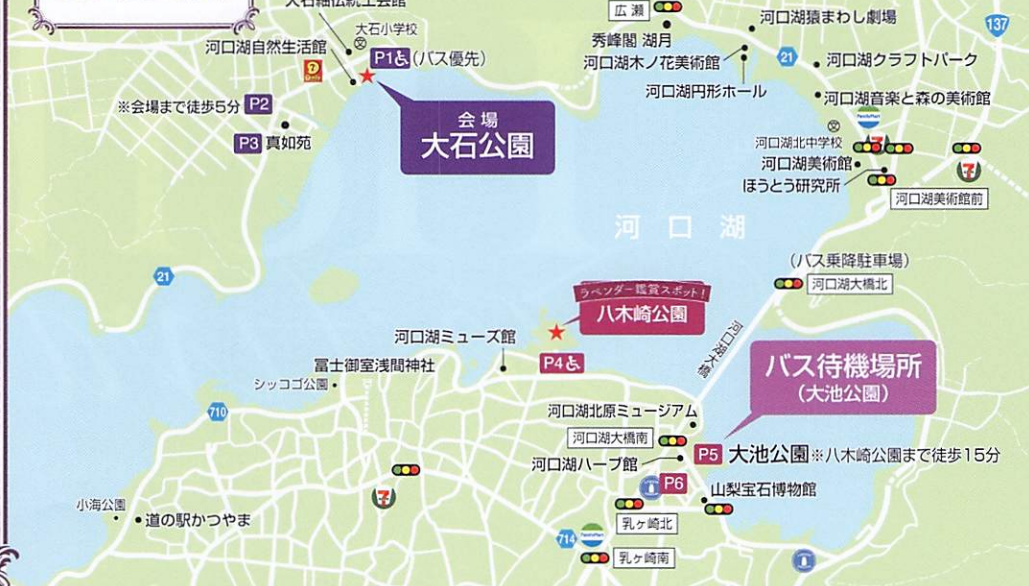 大石紬伝統工芸館
大石小学校
河口湖自然生活館
P1 (バス優先)
※会場まで徒歩5分 P2
P3 真如苑
会場
大石公園
広瀬
秀峰閣 湖月
河口湖木ノ花美術館
河口湖円形ホール
河口湖猿まわし劇場
137
21
河口湖クラフトパーク
河口湖音楽と森の美術館
FamilyMart
河口湖北中学校
河口湖美術館
ほうとう研究所
河口湖美術館前
河口湖
21
(バス乗降駐車場)
河口湖大橋北
河口湖大橋
ラベンダー鑑賞スポット!
八木崎公園
P4
河口湖ミューズ館
冨士御室浅間神社
シッコゴ公園
710
バス待機場所
(大池公園)
河口湖北原ミュージアム
河口湖大橋南
河口湖ハーブ館
P5 大池公園 ※八木崎公園まで徒歩15分
P6
山梨宝石博物館
乳ヶ崎北
714
FamilyMart
乳ヶ崎南
小海公園
道の駅かつやま